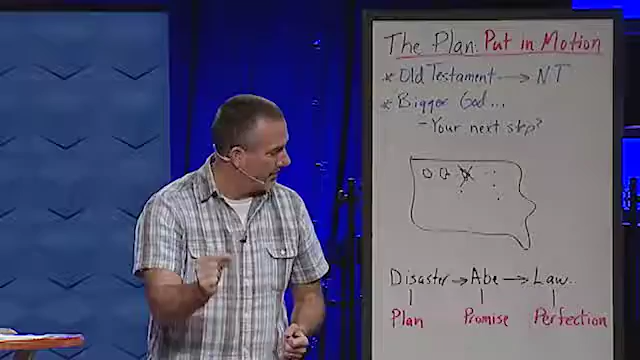 The Plan: Put in Motion
* Old Testament → NT
* Bigger God...
- Your next step?
Disaster → Abe → Law..
Plan Promise Perfection